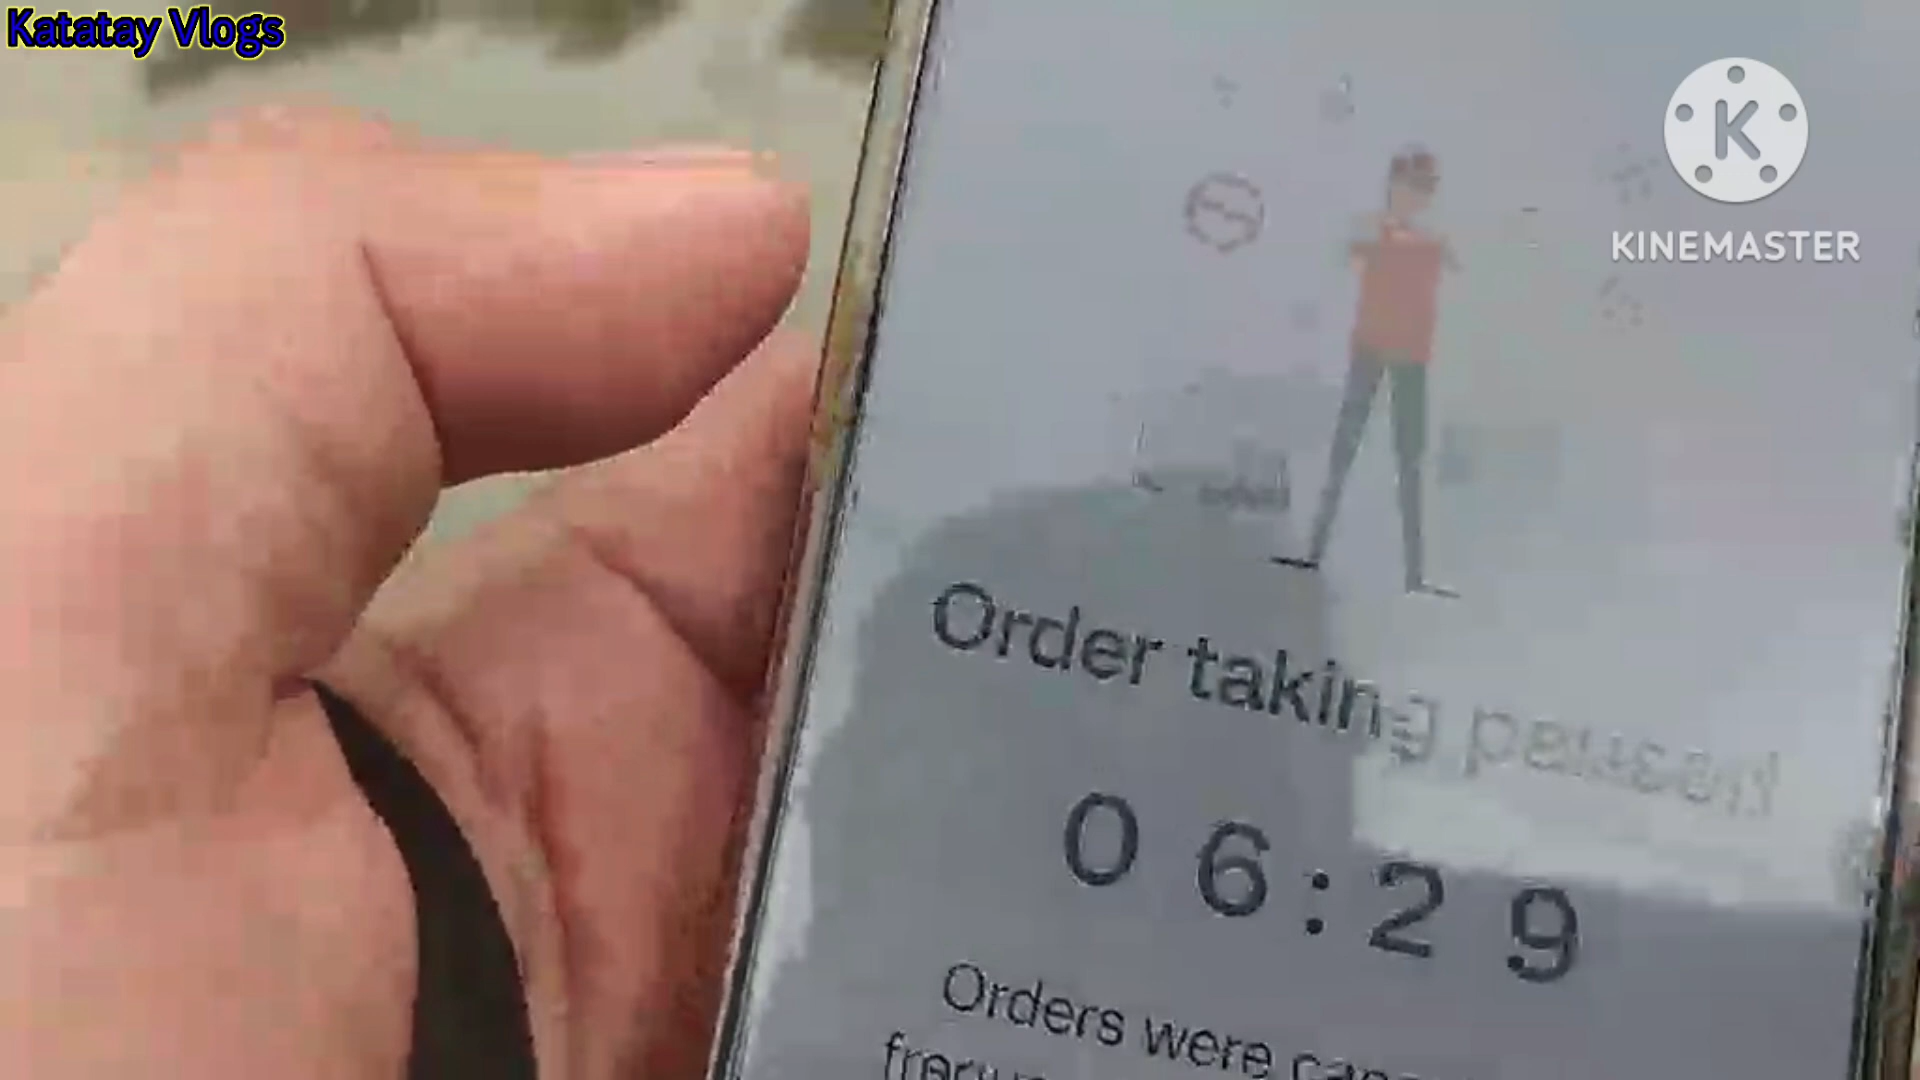 Katatay Vlogs
K
KINEMASTER
Order taking paused
06:29
Orders were